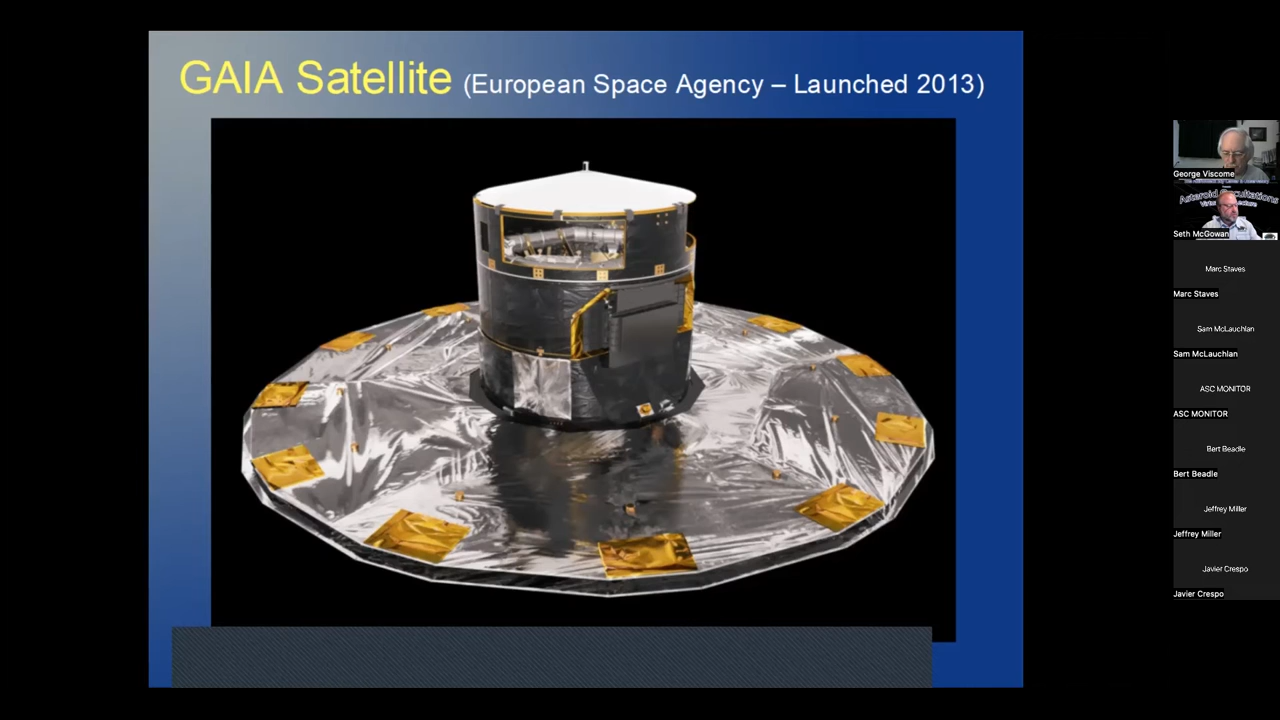 GAIA Satellite (European Space Agency – Launched 2013)
George Viscome
Asteroid Occultations
Seth McGowan
Marc Staves
Marc Staves
Sam McLauchlan
Sam McLauchlan
ASC MONITOR
ASC MONITOR
Bert Beadle
Bert Beadle
Jeffrey Miller
Jeffrey Miller
Javier Crespo
Javier Crespo